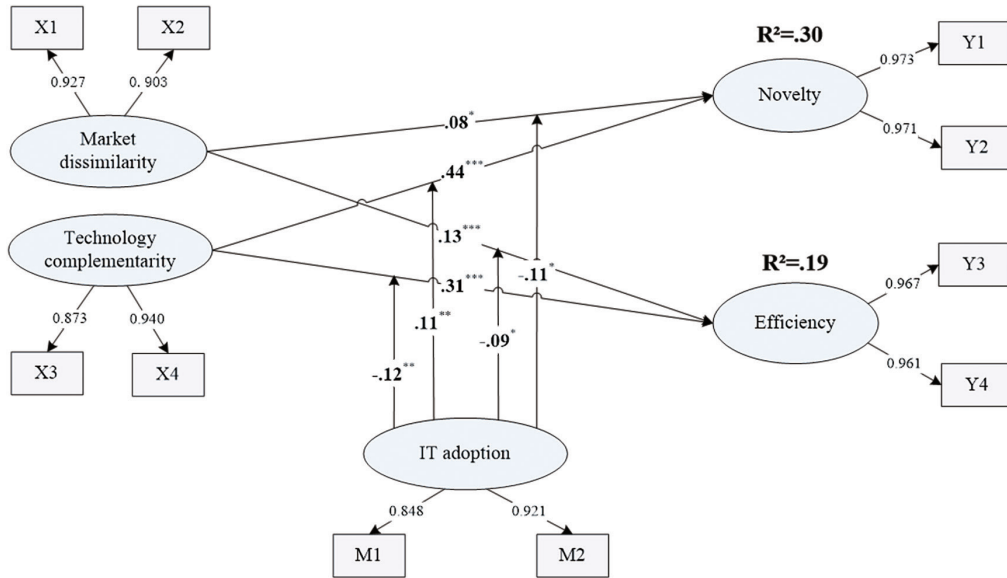 X1
X2
R²=.30
Y1
0.927
0.903
0.973
Novelty
Market
dissimilarity
.08*
0.971
Y2
.44***
Technology
complementarity
.13***
Y3
-.11*
R²=.19
.31***
0.967
0.873
0.940
.11**
-.09*
Efficiency
X3
X4
-.12**
0.961
Y4
IT adoption
0.848
0.921
M1
M2